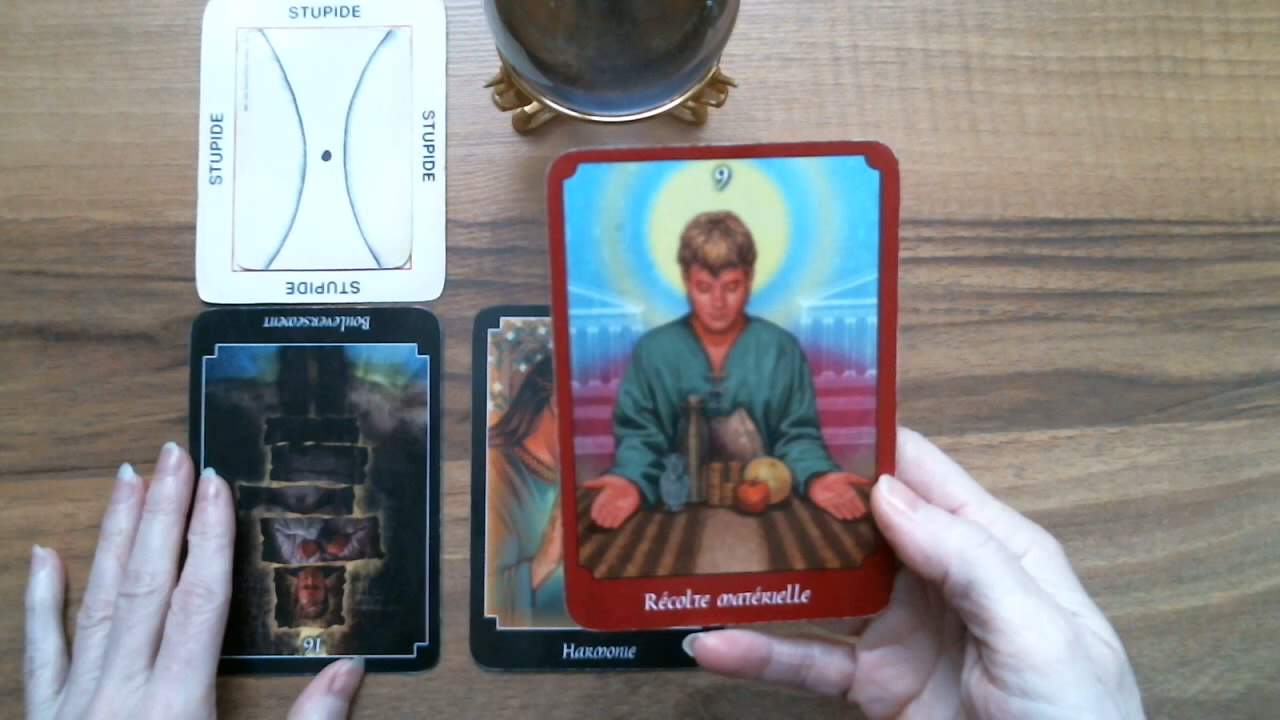 STUPIDE
STUPIDE
STUPIDE
STUPIDE
Bouleversement
16
9
Récolte matérielle
Harmonie